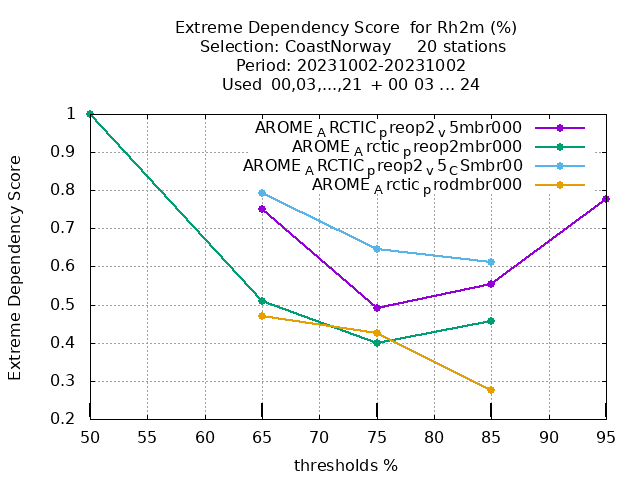 Extreme Dependency Score  for Rh2m (%)
Selection: CoastNorway     20 stations
Period: 20231002-20231002
Used  00,03,...,21  + 00 03 ... 24
AROME_ARCTIC_preop2_v5mbr000
AROME_Arctic_preop2mbr000
AROME_ARCTIC_preop2_v5_CSmbr00
AROME_Arctic_prodmbr000
1
0.9
0.8
0.7
0.6
0.5
0.4
0.3
0.2
Extreme Dependency Score
50 55 60 65 70 75 80 85 90 95
thresholds %